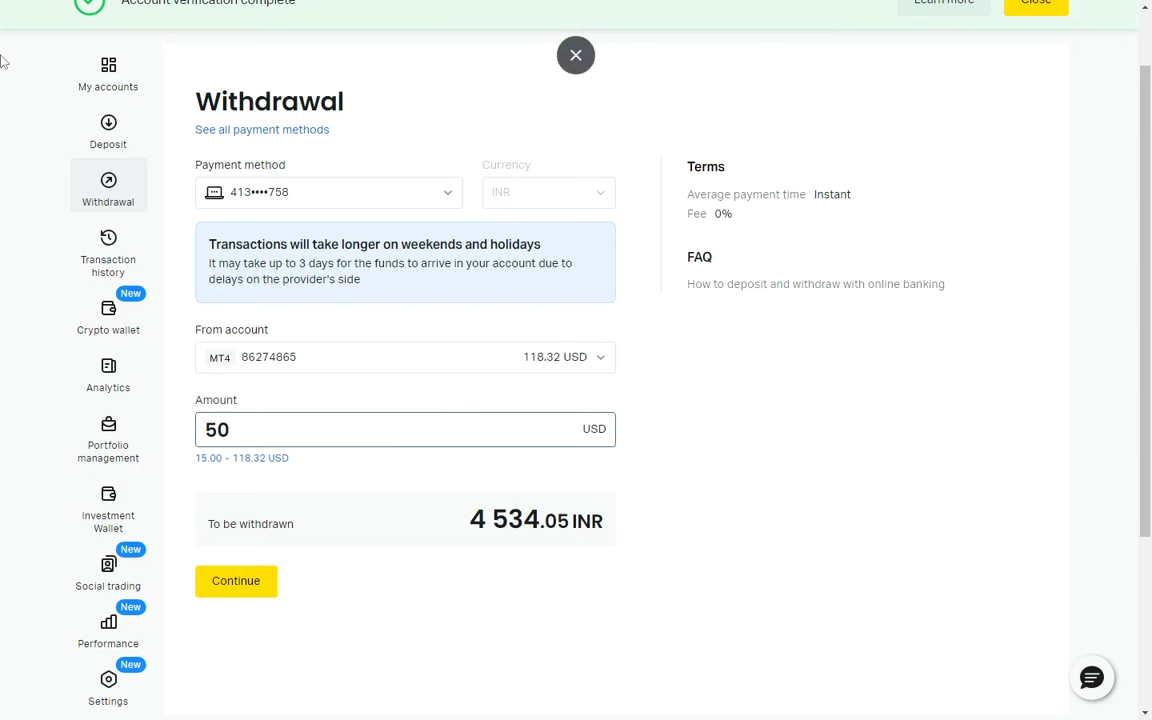 Account verification complete
Learn more
Close
My accounts
Deposit
Withdrawal
Transaction
history
New
Crypto wallet
Analytics
Portfolio
management
Investment
Wallet
New
Social trading
New
Performance
New
Settings
Withdrawal
See all payment methods
Payment method
413••••758
Currency
INR
Transactions will take longer on weekends and holidays
It may take up to 3 days for the funds to arrive in your account due to
delays on the provider's side
From account
MT4 86274865 118.32 USD
Amount
50 USD
15.00 - 118.32 USD
To be withdrawn 4 534.05 INR
Continue
Terms
Average payment time Instant
Fee 0%
FAQ
How to deposit and withdraw with online banking